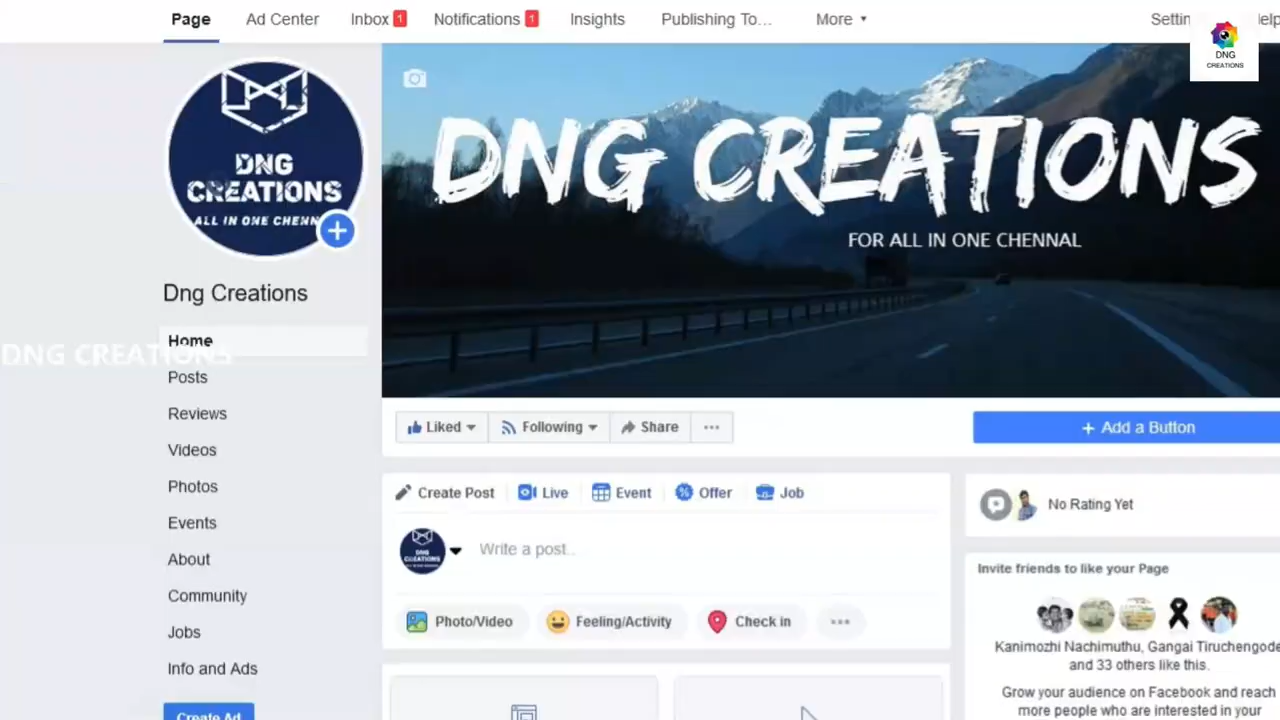 Page Ad Center Inbox 1 Notifications 1 Insights Publishing To... More
DNG
CREATIONS
DNG
CREATIONS
ALL IN ONE CHENN
DNG CREATIONS
FOR ALL IN ONE CHENNAL
Dng Creations
Home
DNG CREATIONS
Posts
Reviews
Videos
Photos
Events
About
Community
Jobs
Info and Ads
Create Ad
Liked Following Share ...
+ Add a Button
Create Post Live Event Offer Job
DNG
CREATIONS
Write a post...
Photo/Video Feeling/Activity Check in ...
No Rating Yet
Invite friends to like your Page
Kanimozhi Nachimuthu, Gangai Tiruchengode
and 33 others like this.
Grow your audience on Facebook and reach
more people who are interested in your